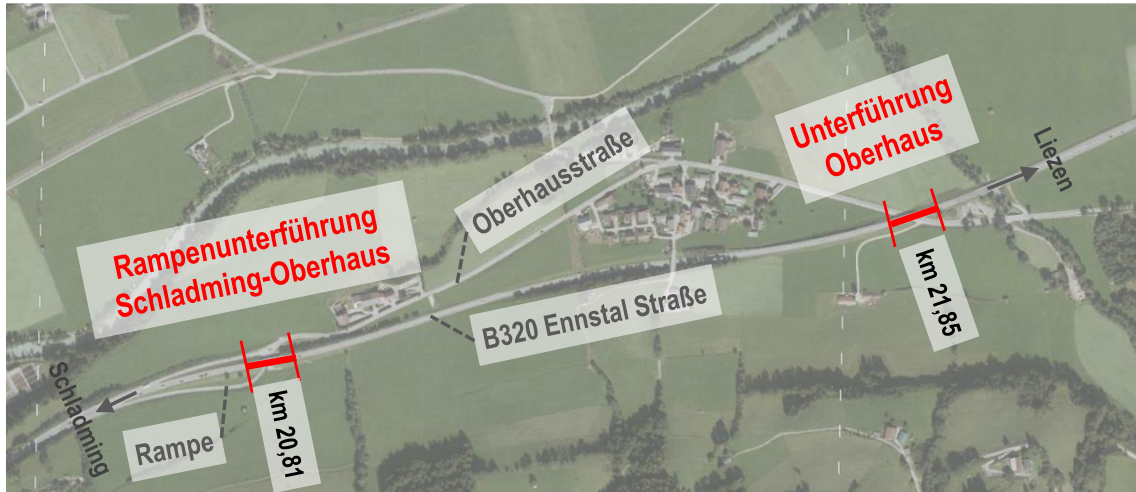 Unterführung
Oberhaus
Liezen
Oberhausstraße
Rampenunterführung
Schladming-Oberhaus
km 21,85
B320 Ennstal Straße
Schladming
km 20,81
Rampe